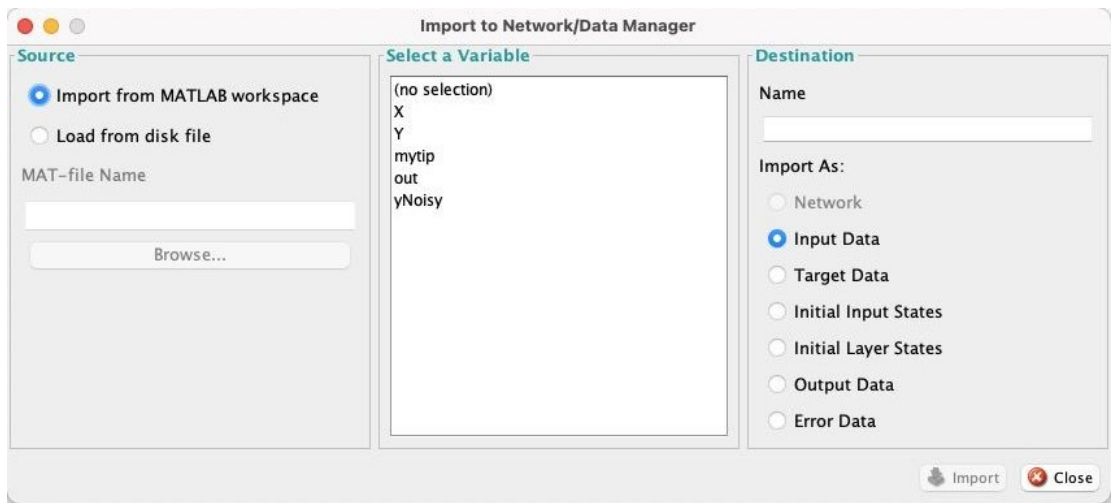 Import to Network/Data Manager
Source
Import from MATLAB workspace
Load from disk file
MAT-file Name
Browse...
Select a Variable
(no selection)
X
Y
mytip
out
yNoisy
Destination
Name
Import As:
Network
Input Data
Target Data
Initial Input States
Initial Layer States
Output Data
Error Data
Import
Close